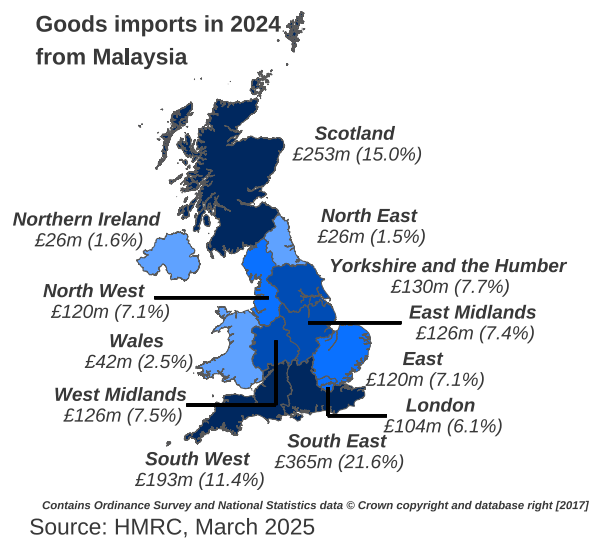 Goods imports in 2024
from Malaysia
Scotland
£253m (15.0%)
Northern Ireland
£26m (1.6%)
North East
£26m (1.5%)
Yorkshire and the Humber
£130m (7.7%)
North West
£120m (7.1%)
East Midlands
£126m (7.4%)
Wales
£42m (2.5%)
East
£120m (7.1%)
West Midlands
£126m (7.5%)
London
£104m (6.1%)
South East
£365m (21.6%)
South West
£193m (11.4%)
Contains Ordinance Survey and National Statistics data © Crown copyright and database right [2017]
Source: HMRC, March 2025